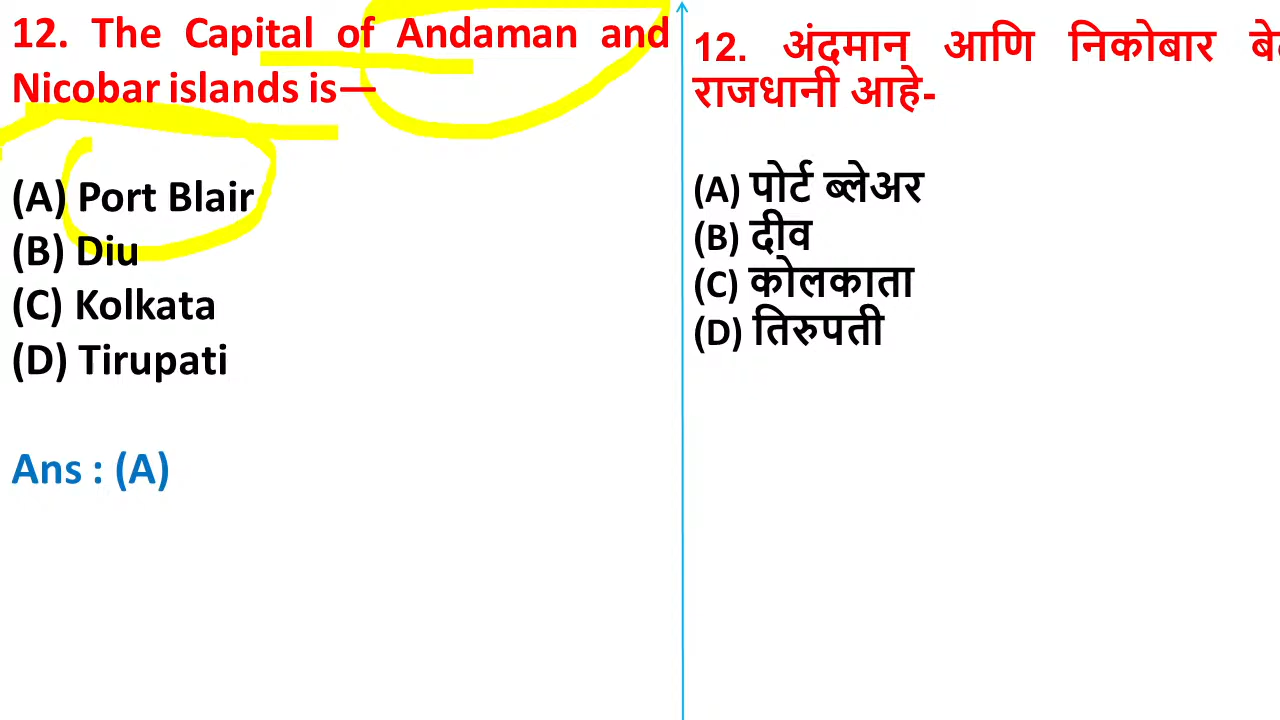 12. The Capital of Andaman and
Nicobar islands is—
(A) Port Blair
(B) Diu
(C) Kolkata
(D) Tirupati
Ans : (A)
12. अंदमान आणि निकोबार
राजधानी आहे-
(A) पोर्ट ब्लेअर
(B) दीव
(C) कोलकाता
(D) तिरुपती